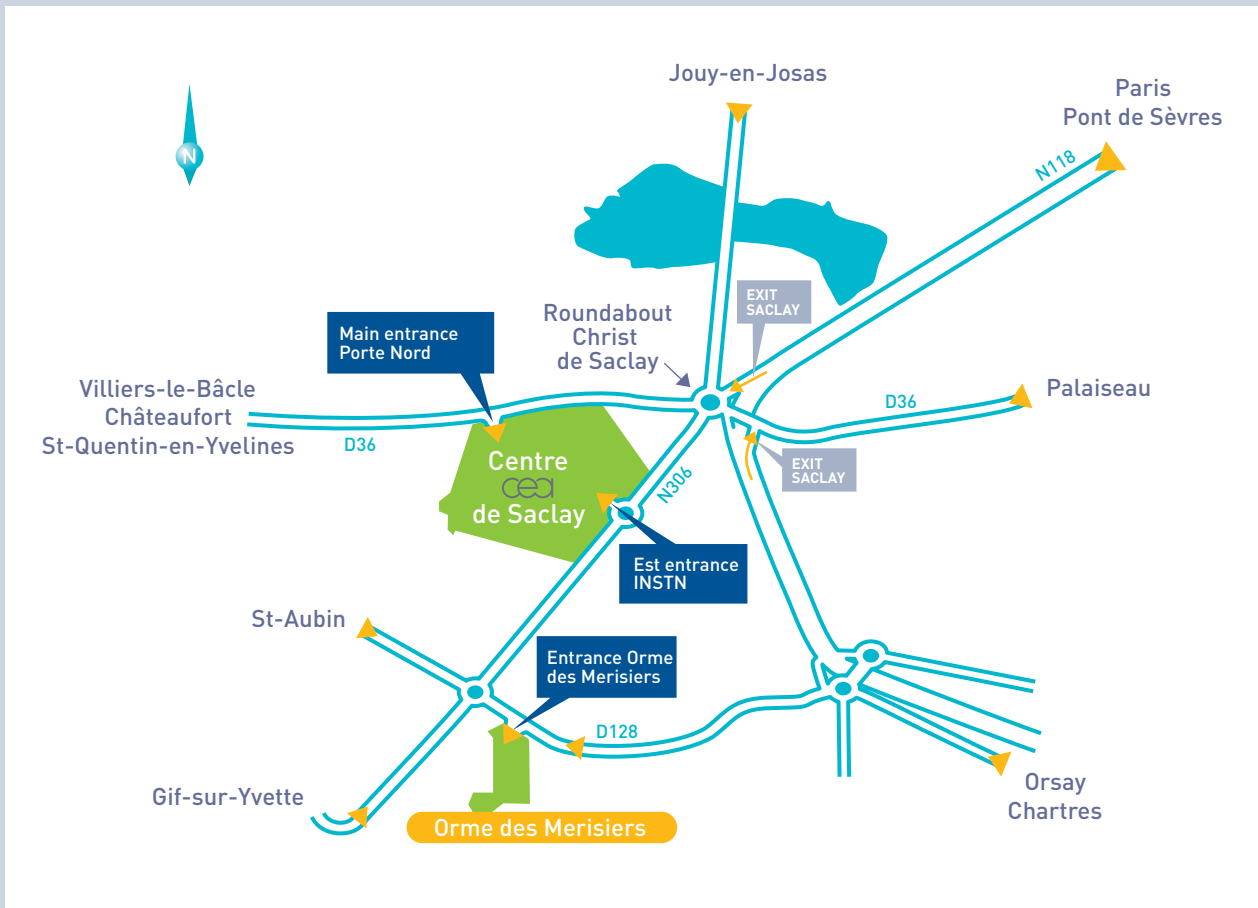 Jouy-en-Josas
Paris
Pont de Sèvres
N118
N
EXIT
SACLAY
Roundabout
Christ
de Saclay
Main entrance
Porte Nord
Villiers-le-Bâcle
Châteaufort
St-Quentin-en-Yvelines
D36
Palaiseau
D36
Centre
cea
de Saclay
EXIT
SACLAY
N306
Est entrance
INSTN
St-Aubin
Entrance Orme
des Merisiers
D128
Orsay
Chartres
Gif-sur-Yvette
Orme des Merisiers